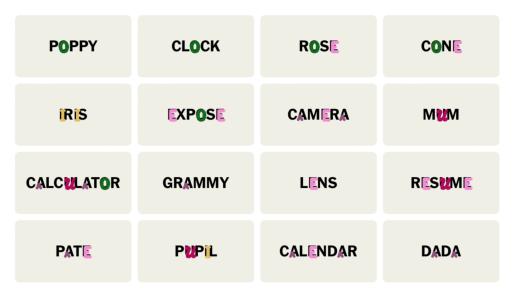 POPPY CLOCK ROSE CONE
IRIS EXPOSE CAMERA MUM
CALCULATOR GRAMMY LENS RESUME
PATE PUPIL CALENDAR DADA